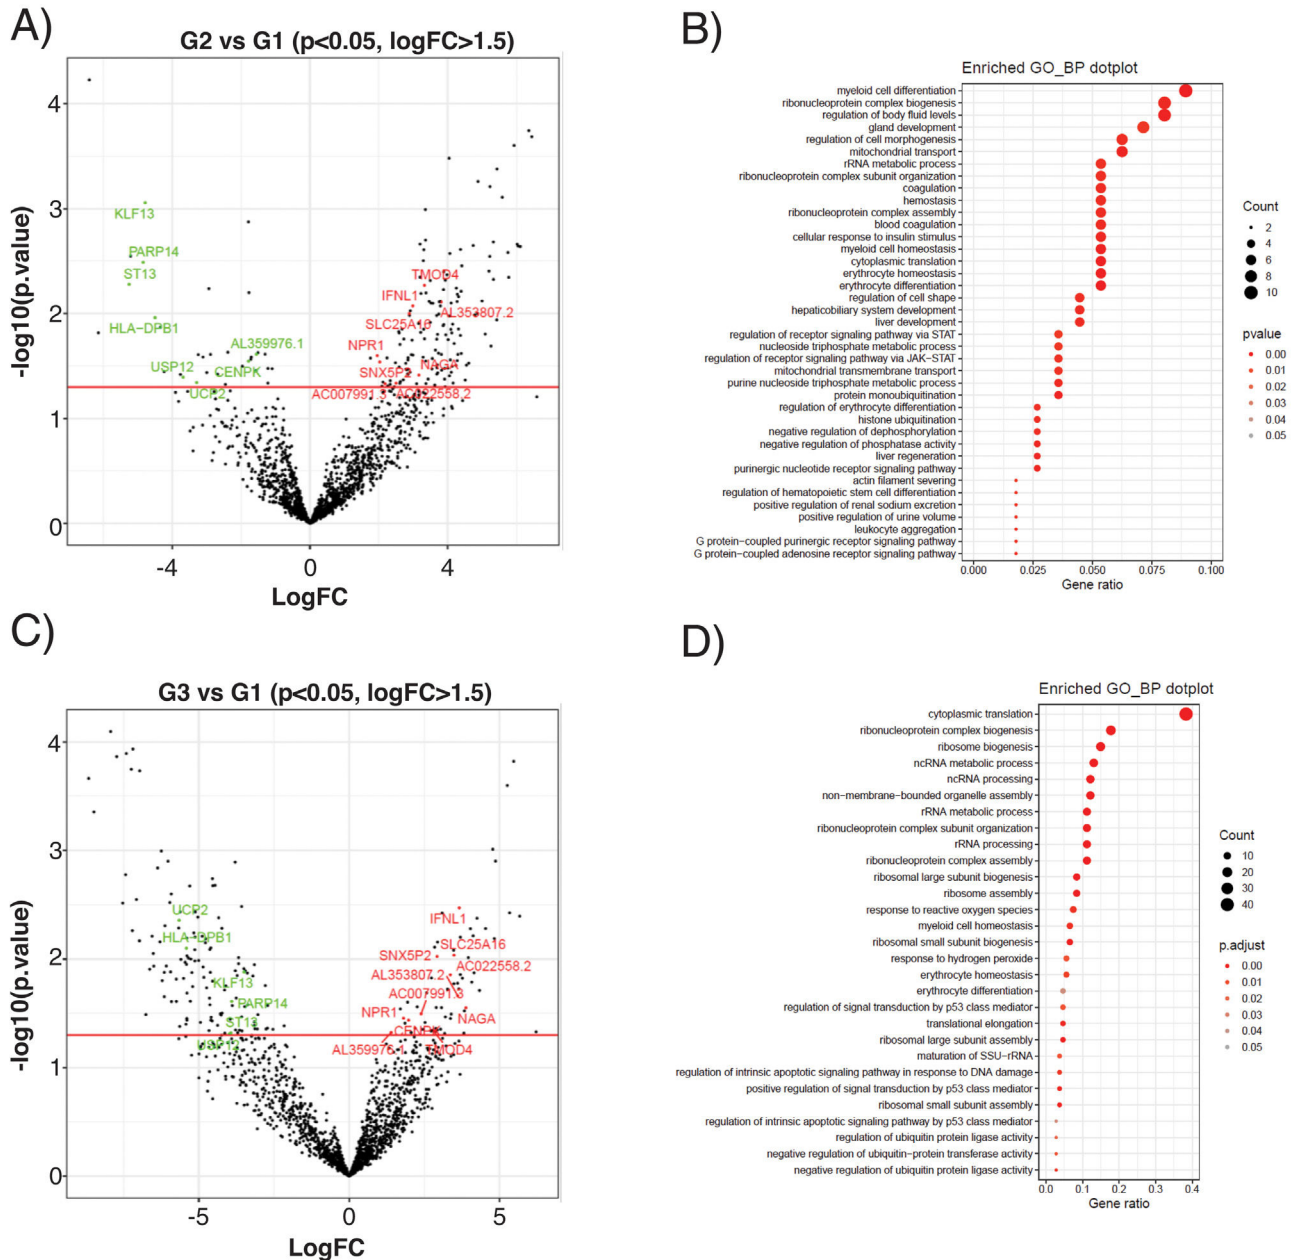 A)
G2 vs G1 (p<0.05, logFC>1.5)
-log10(p.value)
4
3
2
1
0
KLF13
PARP14
ST13
HLA−DPB1
AL359976.1
USP12
CENPK
UCP2
TMOD4
IFNL1
AL353807.2
SLC25A16
NPR1
NAGA
SNX5P2
AC007991.3
AC022558.2
-4
0
4
LogFC
B)
Enriched GO_BP dotplot
myeloid cell differentiation
ribonucleoprotein complex biogenesis
regulation of body fluid levels
gland development
regulation of cell morphogenesis
mitochondrial transport
rRNA metabolic process
ribonucleoprotein complex subunit organization
coagulation
hemostasis
ribonucleoprotein complex assembly
blood coagulation
cellular response to insulin stimulus
myeloid cell homeostasis
cytoplasmic translation
erythrocyte homeostasis
erythrocyte differentiation
regulation of cell shape
hepaticobiliary system development
liver development
regulation of receptor signaling pathway via STAT
nucleoside triphosphate metabolic process
regulation of receptor signaling pathway via JAK−STAT
mitochondrial transmembrane transport
purine nucleoside triphosphate metabolic process
protein monoubiquitination
regulation of erythrocyte differentiation
histone ubiquitination
negative regulation of dephosphorylation
negative regulation of phosphatase activity
liver regeneration
purinergic nucleotide receptor signaling pathway
actin filament severing
regulation of hematopoietic stem cell differentiation
positive regulation of renal sodium excretion
positive regulation of urine volume
leukocyte aggregation
G protein−coupled purinergic receptor signaling pathway
G protein−coupled adenosine receptor signaling pathway
0.000
0.025
0.050
0.075
0.100
Gene ratio
Count
2
4
6
8
10
pvalue
0.00
0.01
0.02
0.03
0.04
0.05
C)
G3 vs G1 (p<0.05, logFC>1.5)
-log10(p.value)
4
3
2
1
0
UCP2
HLA−DPB1
KLF13
PARP14
ST13
USP12
IFNL1
SLC25A16
SNX5P2
AC022558.2
AL353807.2
AC007991.3
NPR1
NAGA
CENPK
AL359976.1
TMOD4
-5
0
5
LogFC
D)
Enriched GO_BP dotplot
cytoplasmic translation
ribonucleoprotein complex biogenesis
ribosome biogenesis
ncRNA metabolic process
ncRNA processing
non−membrane−bounded organelle assembly
rRNA metabolic process
ribonucleoprotein complex subunit organization
rRNA processing
ribonucleoprotein complex assembly
ribosomal large subunit biogenesis
ribosome assembly
response to reactive oxygen species
myeloid cell homeostasis
ribosomal small subunit biogenesis
response to hydrogen peroxide
erythrocyte homeostasis
erythrocyte differentiation
regulation of signal transduction by p53 class mediator
translational elongation
ribosomal large subunit assembly
maturation of SSU−rRNA
regulation of intrinsic apoptotic signaling pathway in response to DNA damage
positive regulation of signal transduction by p53 class mediator
ribosomal small subunit assembly
regulation of intrinsic apoptotic signaling pathway by p53 class mediator
regulation of ubiquitin protein ligase activity
negative regulation of ubiquitin−protein transferase activity
negative regulation of ubiquitin protein ligase activity
0.0
0.1
0.2
0.3
0.4
Gene ratio
Count
10
20
30
40
p.adjust
0.00
0.01
0.02
0.03
0.04
0.05